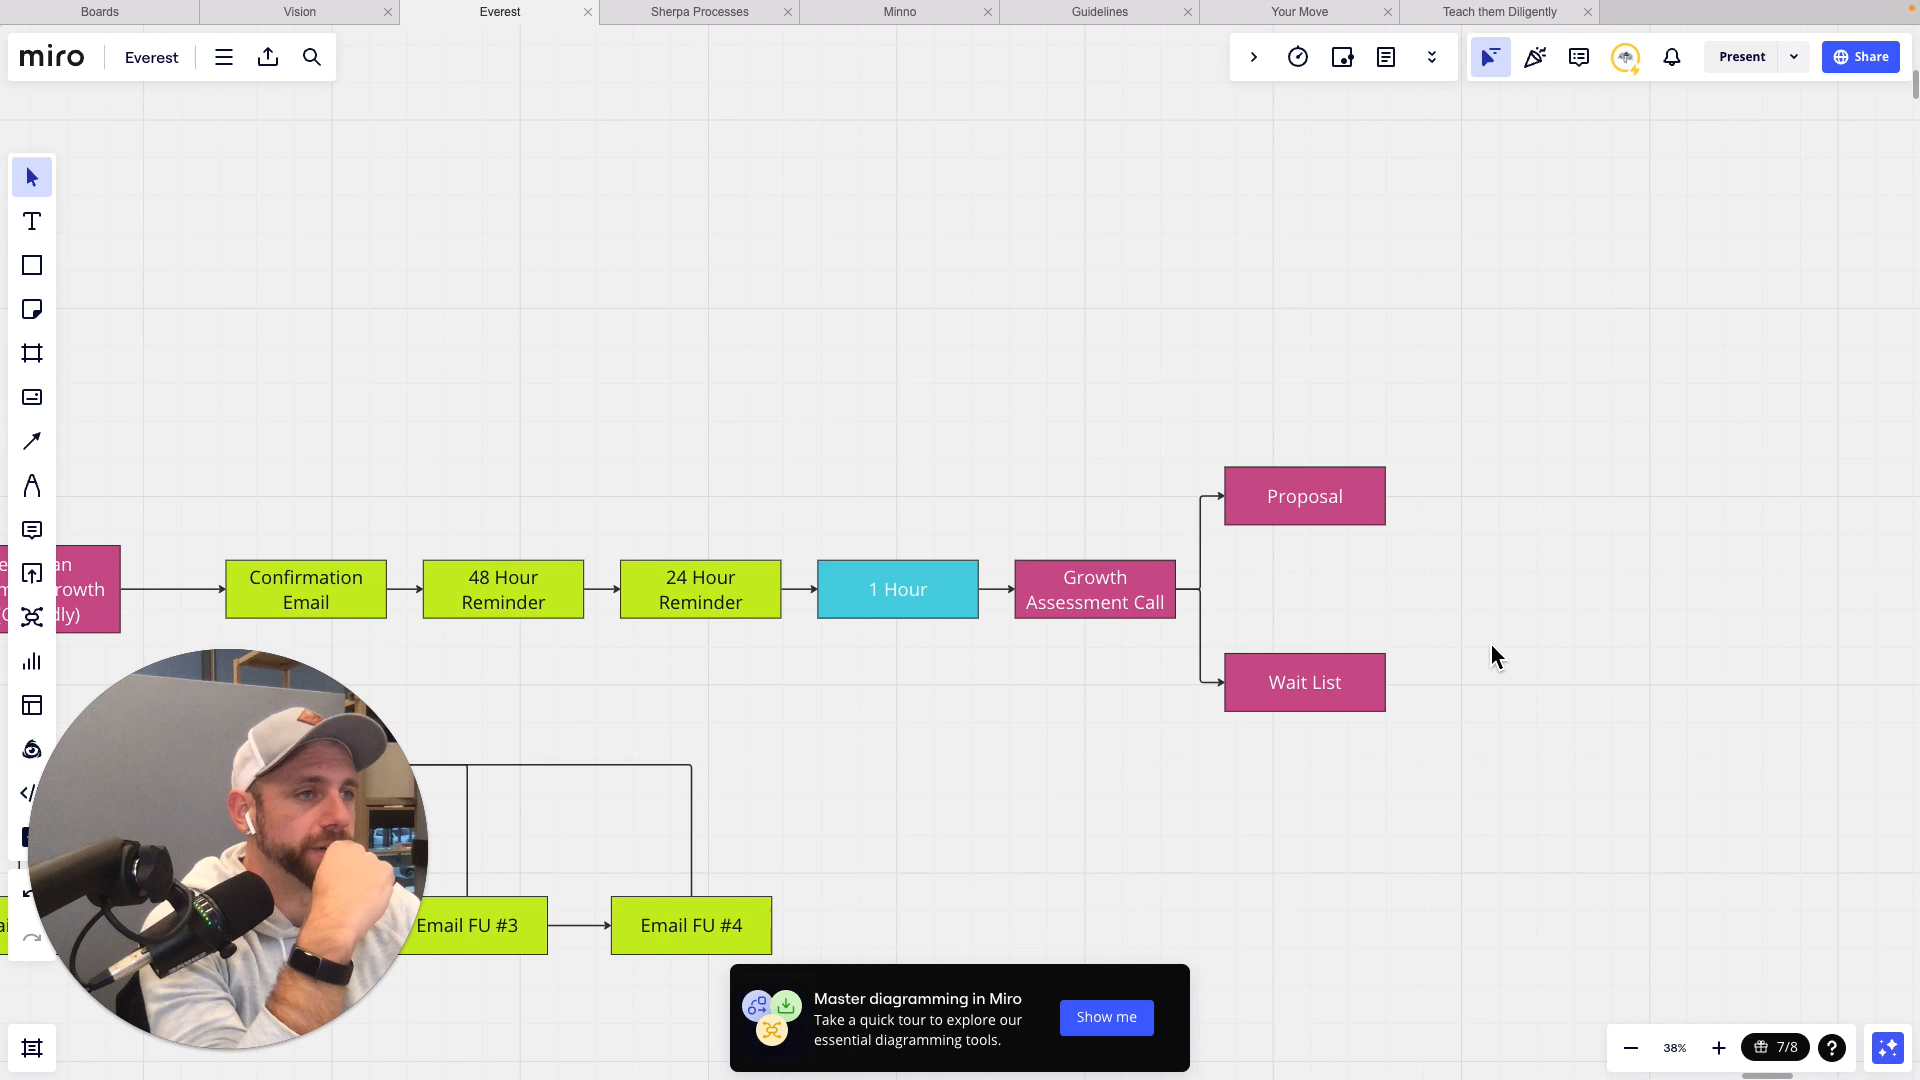 Boards
Vision
Everest
Sherpa Processes
Minno
Guidelines
Your Move
Teach them Diligently
miro
Everest
Present
Share
Proposal
Confirmation
Email
48 Hour
Reminder
24 Hour
Reminder
1 Hour
Growth
Assessment Call
Wait List
Email FU #3
Email FU #4
Master diagramming in Miro
Take a quick tour to explore our
essential diagramming tools.
Show me
38%
7/8